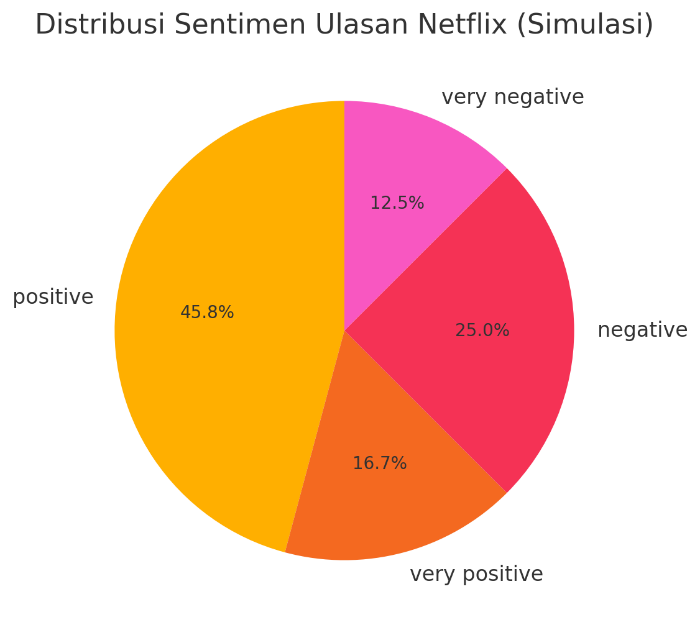 Distribusi Sentimen Ulasan Netflix (Simulasi)
very negative
12.5%
positive
45.8%
25.0%
negative
16.7%
very positive